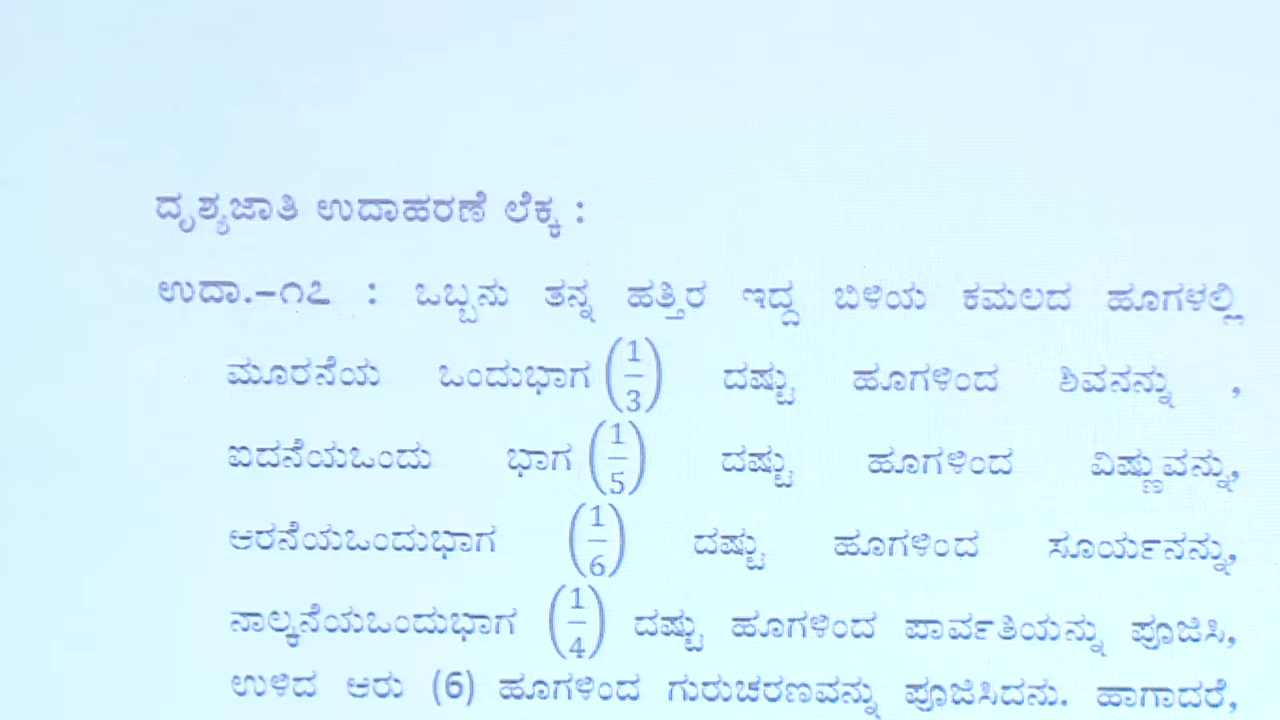 ದೃಶ್ಯಜಾತಿ ಉದಾಹರಣೆ ಲೆಕ್ಕ :
ಉದಾ.–೧೭ : ಒಬ್ಬನು ತನ್ನ ಹತ್ತಿರ ಇದ್ದ ಬಿಳಿಯ ಕಮಲದ ಹೂಗಳಲ್ಲಿ
ಮೂರನೆಯ ಒಂದುಭಾಗ (1/3) ದಷ್ಟು ಹೂಗಳಿಂದ ಶಿವನನ್ನು ,
ಐದನೆಯಒಂದು ಭಾಗ (1/5) ದಷ್ಟು ಹೂಗಳಿಂದ ವಿಷ್ಣುವನ್ನು,
ಆರನೆಯಒಂದುಭಾಗ (1/6) ದಷ್ಟು ಹೂಗಳಿಂದ ಸೂರ್ಯನನ್ನು,
ನಾಲ್ಕನೆಯಒಂದುಭಾಗ (1/4) ದಷ್ಟು ಹೂಗಳಿಂದ ಪಾರ್ವತಿಯನ್ನು ಪೂಜಿಸಿ,
ಉಳಿದ ಆರು (6) ಹೂಗಳಿಂದ ಗುರುಚರಣವನ್ನು ಪೂಜಿಸಿದನು. ಹಾಗಾದರೆ,